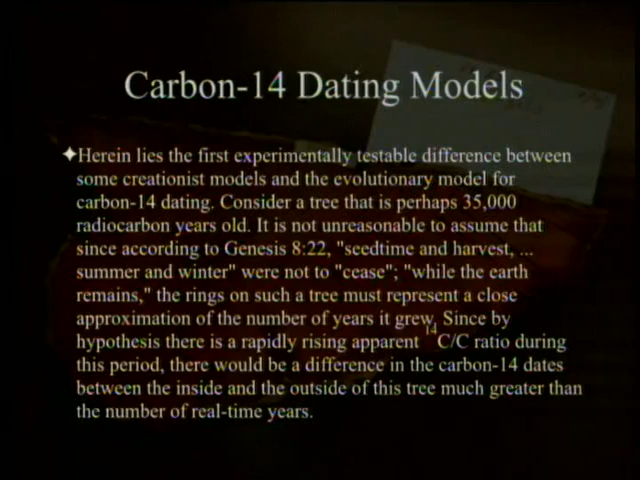 Carbon-14 Dating Models
✦Herein lies the first experimentally testable difference between
some creationist models and the evolutionary model for
carbon-14 dating. Consider a tree that is perhaps 35,000
radiocarbon years old. It is not unreasonable to assume that
since according to Genesis 8:22, "seedtime and harvest, ...
summer and winter" were not to "cease"; "while the earth
remains," the rings on such a tree must represent a close
approximation of the number of years it grew. Since by
hypothesis there is a rapidly rising apparent ¹⁴C/C ratio during
this period, there would be a difference in the carbon-14 dates
between the inside and the outside of this tree much greater than
the number of real-time years.